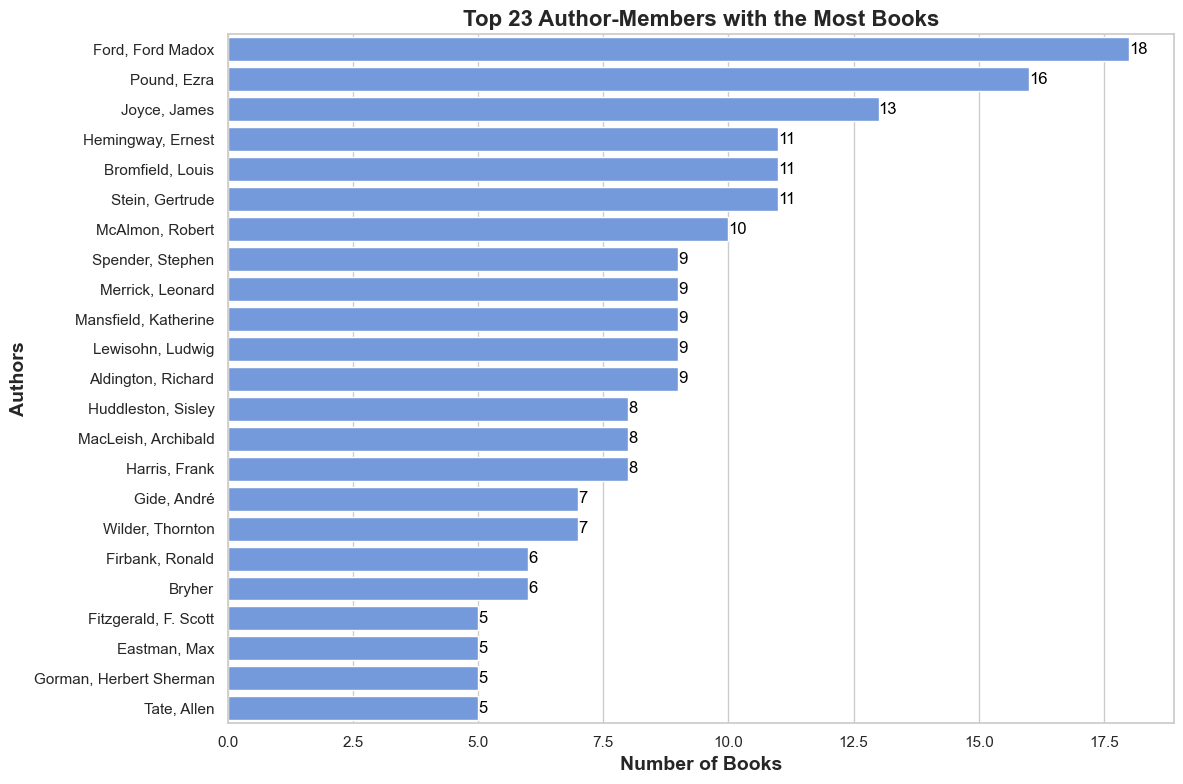 Top 23 Author-Members with the Most Books
Authors
Ford, Ford Madox 18
Pound, Ezra 16
Joyce, James 13
Hemingway, Ernest 11
Bromfield, Louis 11
Stein, Gertrude 11
McAlmon, Robert 10
Spender, Stephen 9
Merrick, Leonard 9
Mansfield, Katherine 9
Lewisohn, Ludwig 9
Aldington, Richard 9
Huddleston, Sisley 8
MacLeish, Archibald 8
Harris, Frank 8
Gide, André 7
Wilder, Thornton 7
Firbank, Ronald 6
Bryher 6
Fitzgerald, F. Scott 5
Eastman, Max 5
Gorman, Herbert Sherman 5
Tate, Allen 5
0.0 2.5 5.0 7.5 10.0 12.5 15.0 17.5
Number of Books